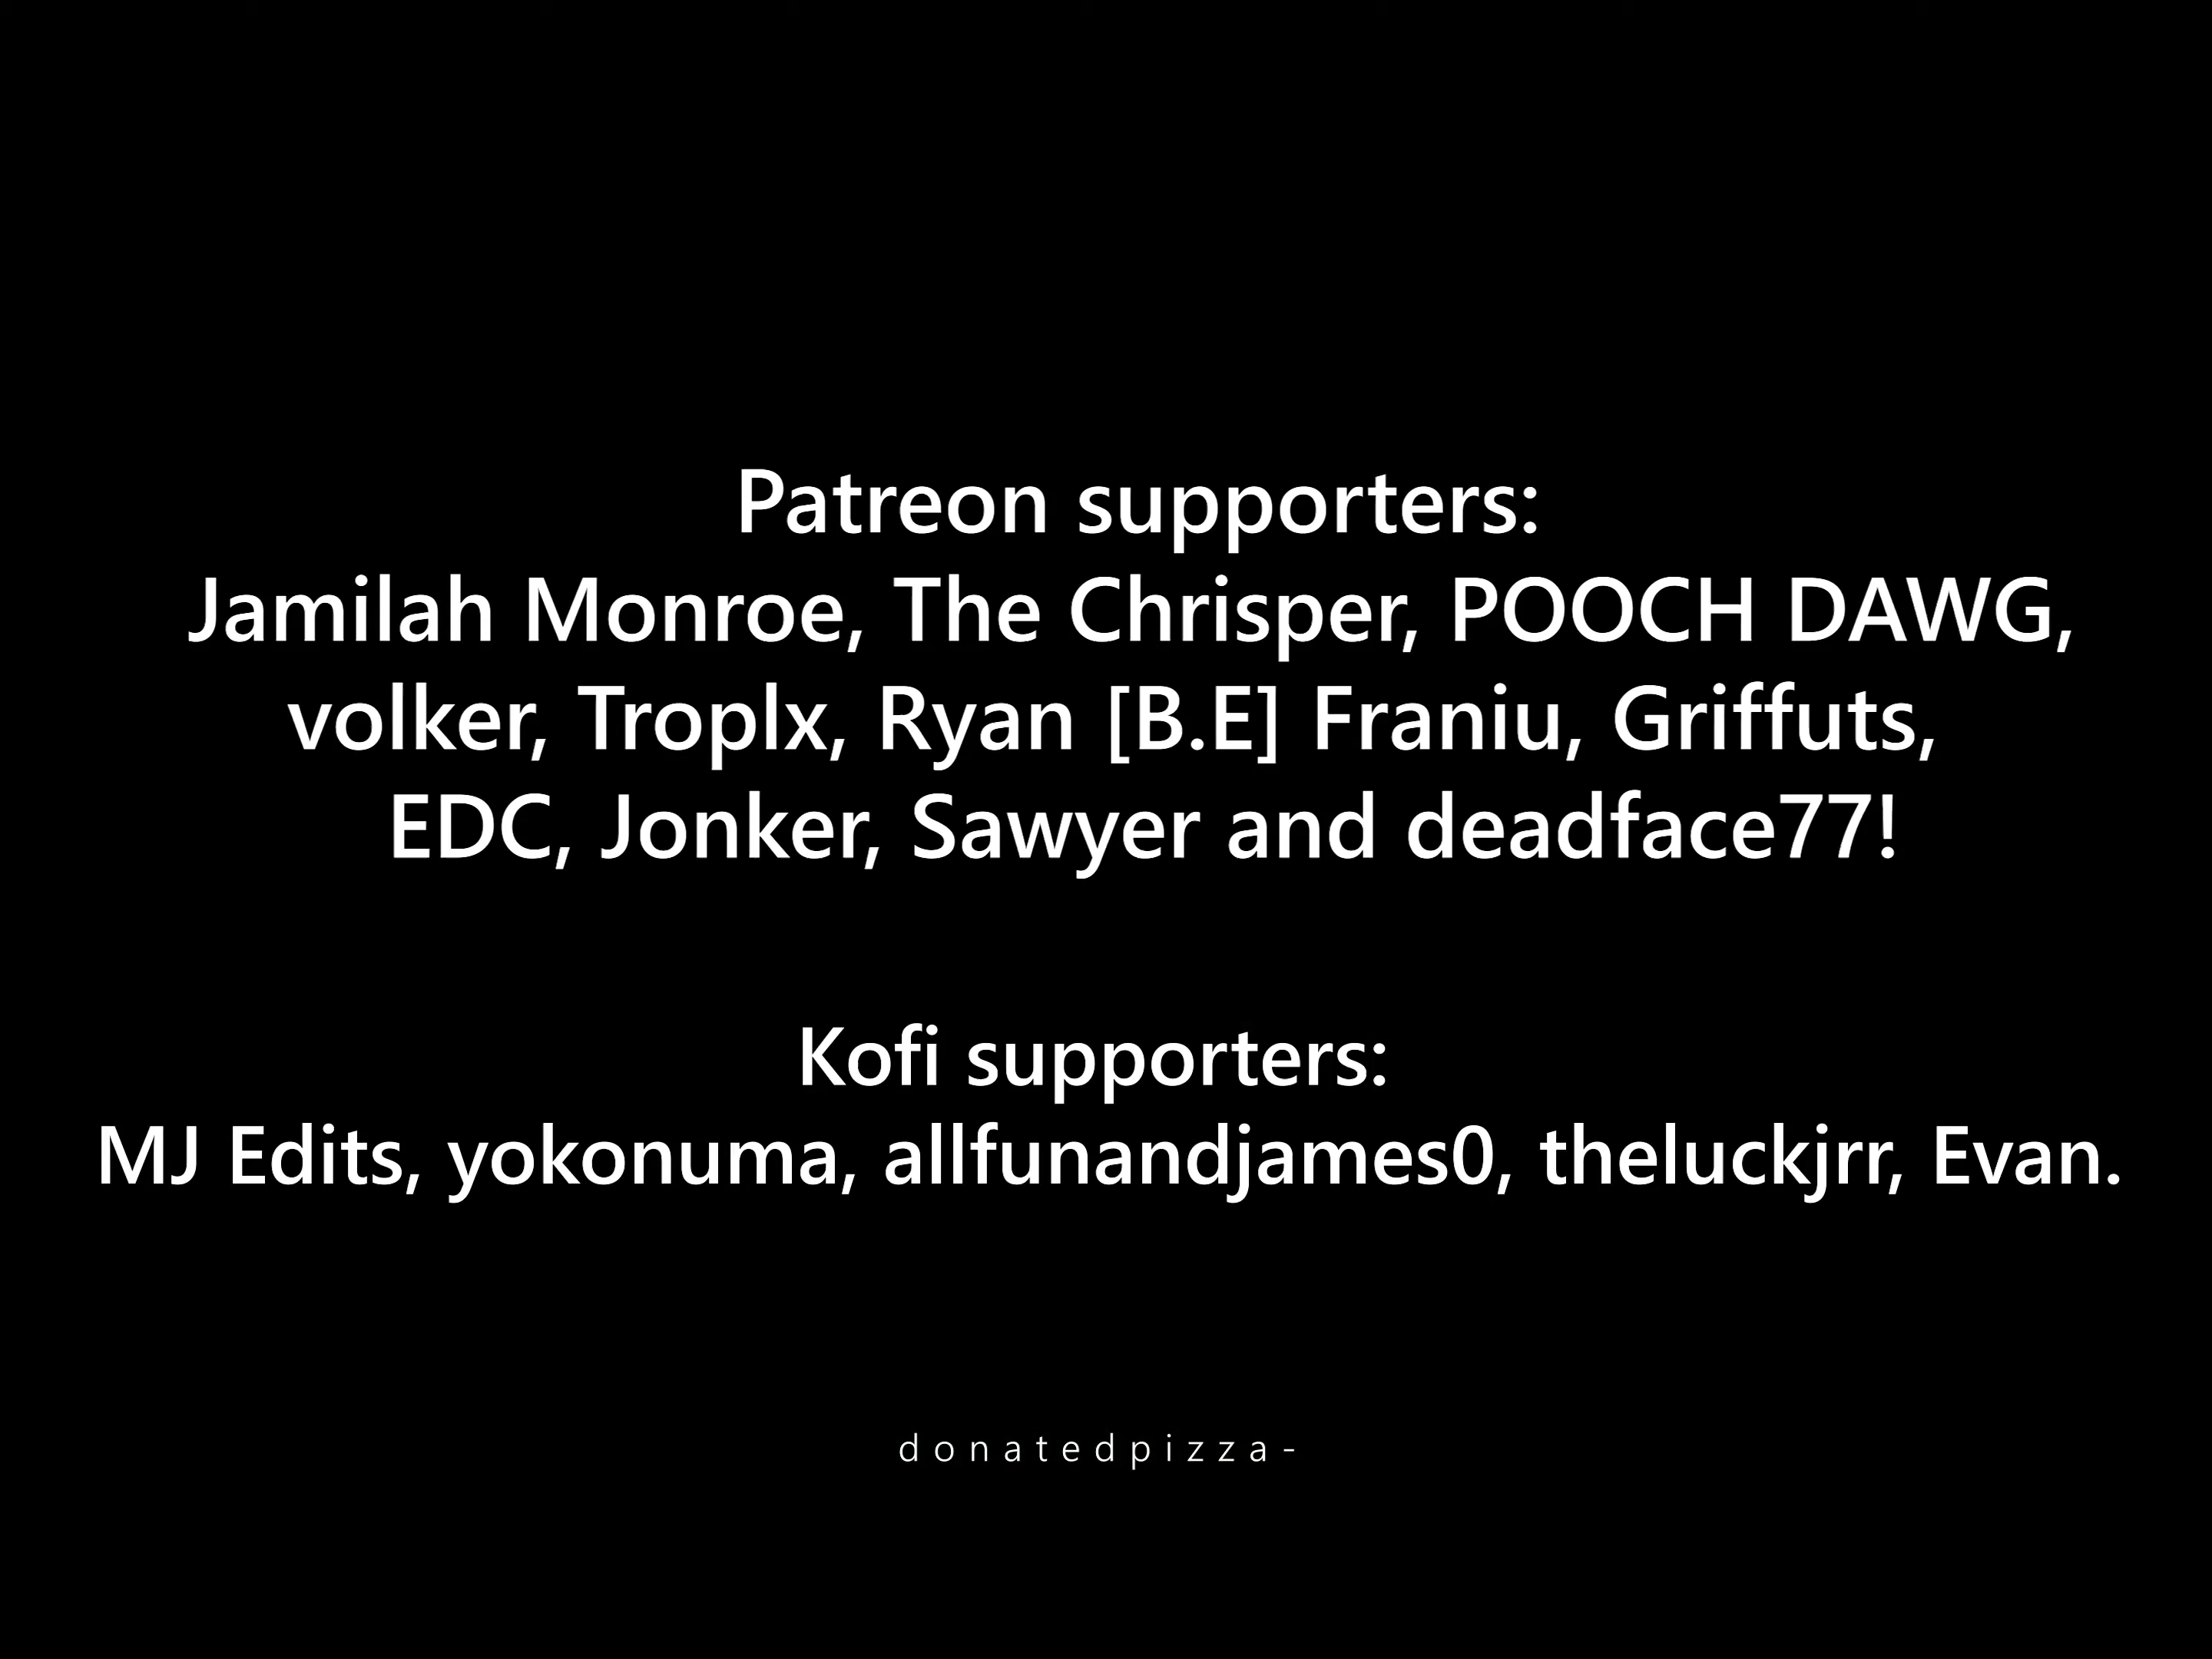 Patreon supporters:
Jamilah Monroe, The Chrisper, POOCH DAWG,
volker, Troplx, Ryan [B.E] Franiu, Griffuts,
EDC, Jonker, Sawyer and deadface77!
Kofi supporters:
MJ Edits, yokonuma, allfunandjames0, theluckjrr, Evan.
donatedpizza-